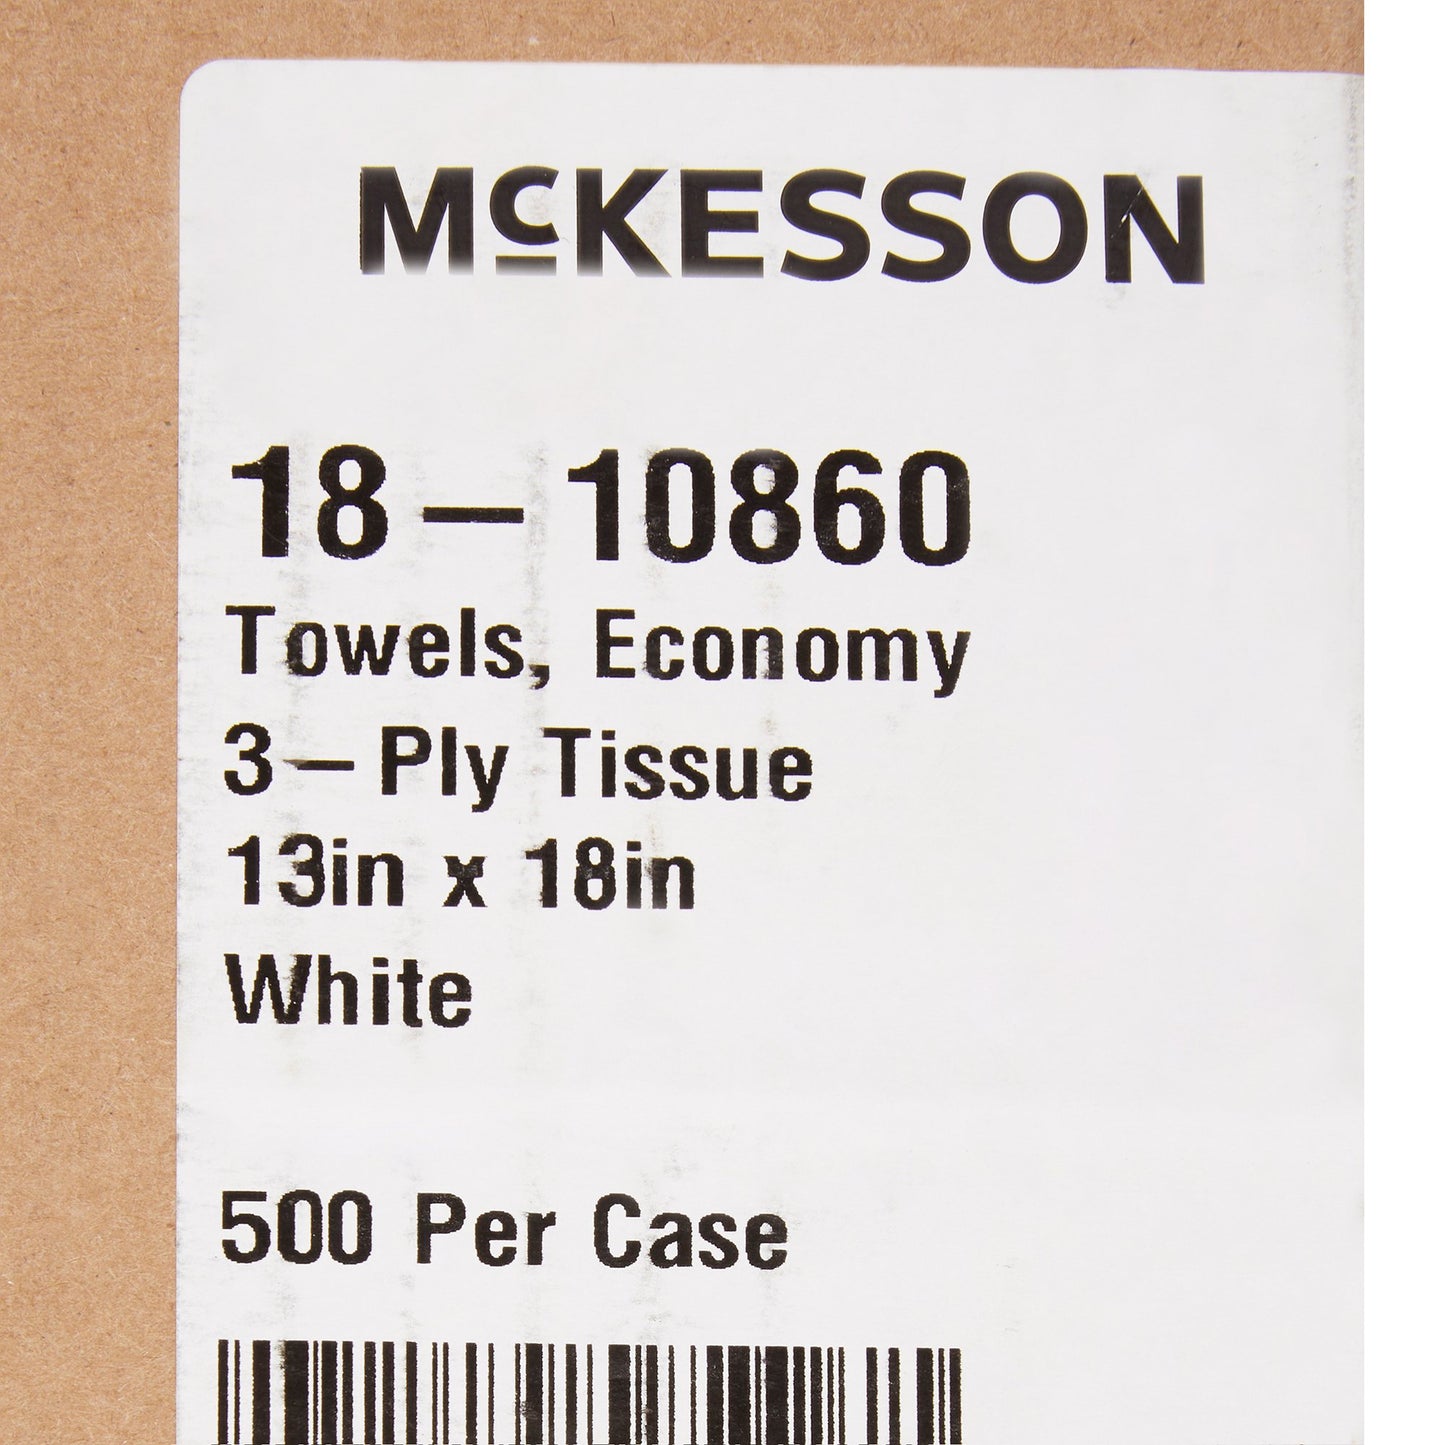 McKESSON
18-10860
Towels, Economy
3-Ply Tissue
13in x 18in
White
500 Per Case